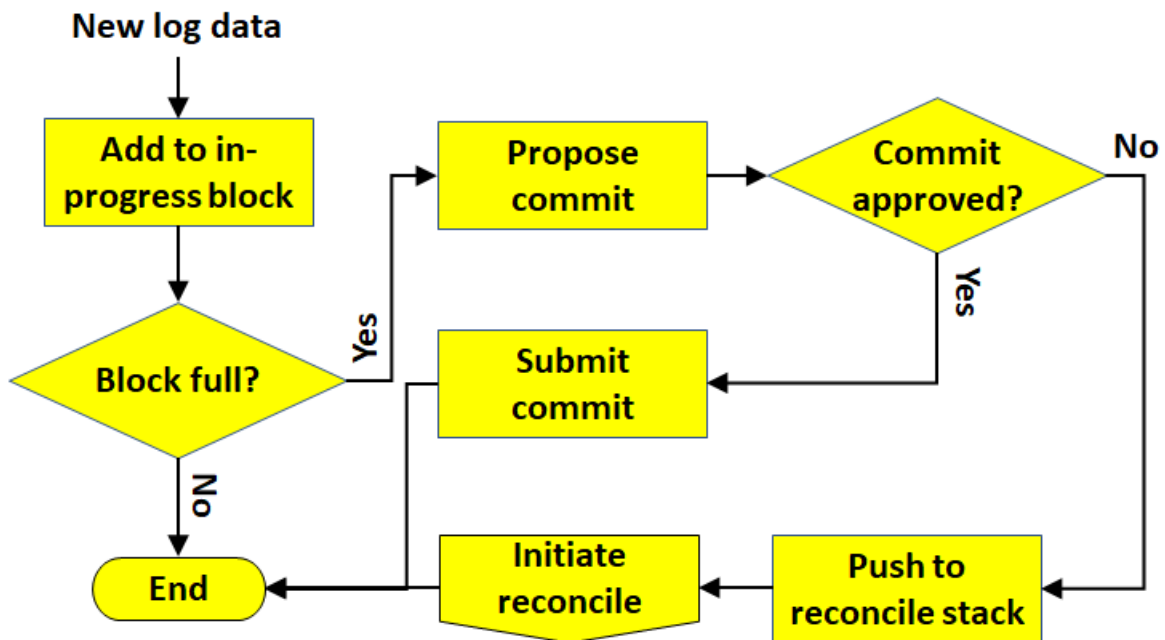 New log data
Add to in-
progress block
Block full?
Yes
No
End
Propose
commit
Commit
approved?
No
Yes
Submit
commit
Push to
reconcile stack
Initiate
reconcile